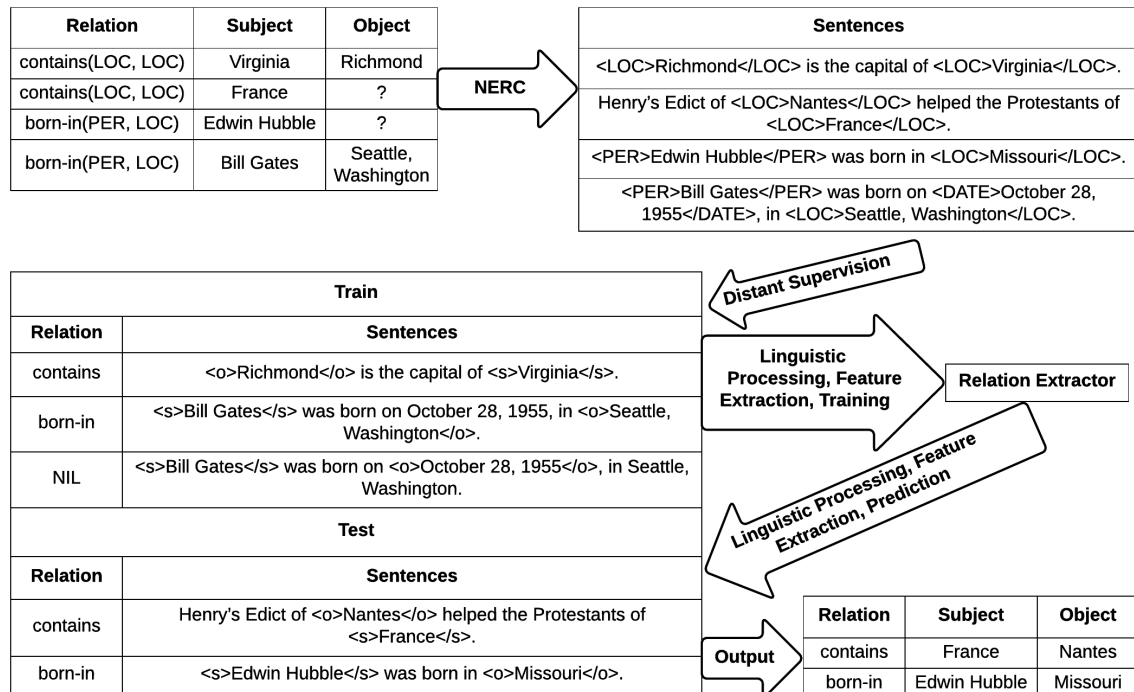 Relation Subject Object
contains(LOC, LOC) Virginia Richmond
contains(LOC, LOC) France ?
born-in(PER, LOC) Edwin Hubble ?
born-in(PER, LOC) Bill Gates Seattle,
Washington
NERC
Sentences
<LOC>Richmond</LOC> is the capital of <LOC>Virginia</LOC>.
Henry's Edict of <LOC>Nantes</LOC> helped the Protestants of
<LOC>France</LOC>.
<PER>Edwin Hubble</PER> was born in <LOC>Missouri</LOC>.
<PER>Bill Gates</PER> was born on <DATE>October 28,
1955</DATE>, in <LOC>Seattle, Washington</LOC>.
Distant Supervision
Train
Relation Sentences
contains <o>Richmond</o> is the capital of <s>Virginia</s>.
born-in <s>Bill Gates</s> was born on October 28, 1955, in <o>Seattle,
Washington</o>.
NIL <s>Bill Gates</s> was born on <o>October 28, 1955</o>, in Seattle,
Washington.
Linguistic
Processing, Feature
Extraction, Training
Relation Extractor
Linguistic Processing, Feature
Extraction, Prediction
Test
Relation Sentences
contains Henry's Edict of <o>Nantes</o> helped the Protestants of
<s>France</s>.
born-in <s>Edwin Hubble</s> was born in <o>Missouri</o>.
Output
Relation Subject Object
contains France Nantes
born-in Edwin Hubble Missouri